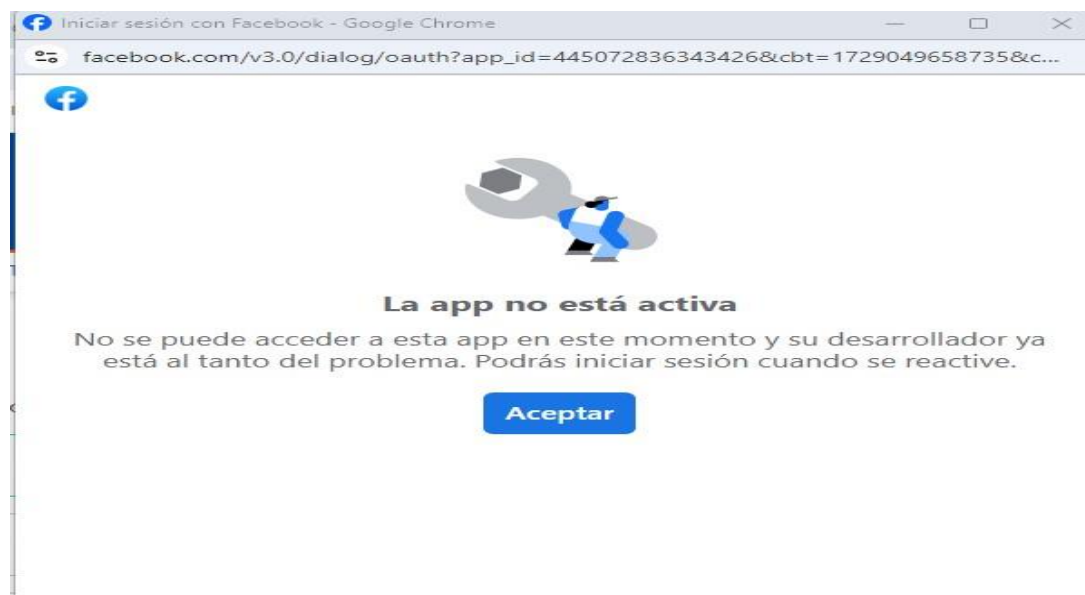 Iniciar sesión con Facebook - Google Chrome
facebook.com/v3.0/dialog/oauth?app_id=445072836343426&cbt=1729049658735&c...
La app no está activa
No se puede acceder a esta app en este momento y su desarrollador ya
está al tanto del problema. Podrás iniciar sesión cuando se reactive.
Aceptar